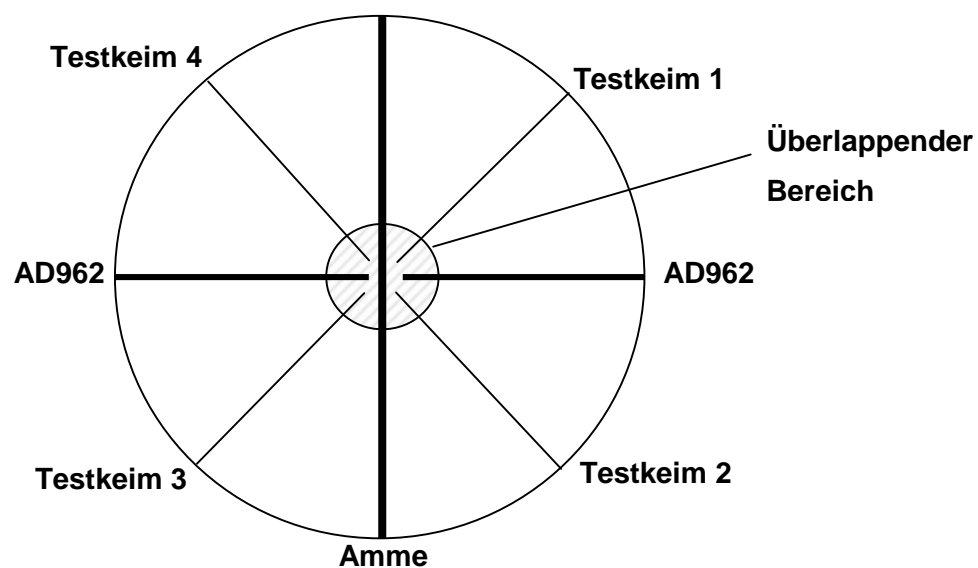 Testkeim 4
Testkeim 1
Überlappender
Bereich
AD962
AD962
Testkeim 3
Testkeim 2
Amme